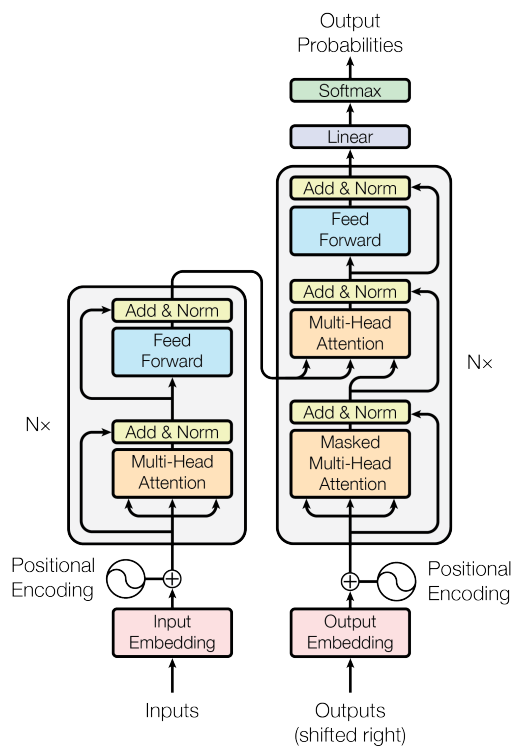 Output
Probabilities
Softmax
Linear
Add & Norm
Feed
Forward
Add & Norm
Multi-Head
Attention
Add & Norm
Masked
Multi-Head
Attention
N×
Add & Norm
Feed
Forward
Add & Norm
Multi-Head
Attention
N×
Positional
Encoding
Positional
Encoding
Input
Embedding
Output
Embedding
Inputs
Outputs
(shifted right)